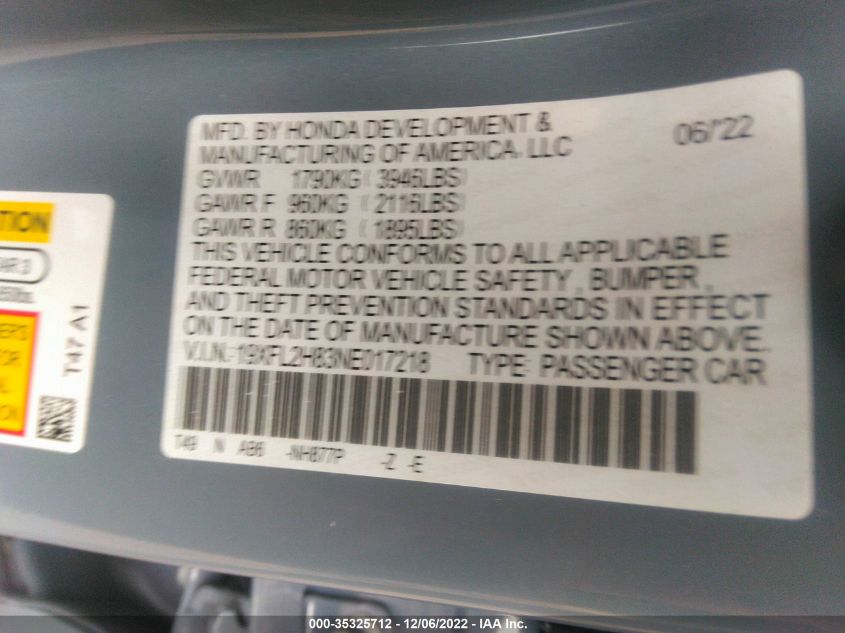 MFD. BY HONDA DEVELOPMENT & 06/'22
MANUFACTURING OF AMERICA, LLC
GVWR 1790KG (3946LBS)
GAWR F 960KG (2116LBS)
GAWR R 860KG (1895LBS)
THIS VEHICLE CONFORMS TO ALL APPLICABLE
FEDERAL MOTOR VEHICLE SAFETY, BUMPER,
AND THEFT PREVENTION STANDARDS IN EFFECT
ON THE DATE OF MANUFACTURE SHOWN ABOVE.
V.I.N.:19XFL2H83NE017218 TYPE: PASSENGER CAR
T49 N AB6 -NH877P -Z -E
T47 A1
000-35325712 - 12/06/2022 - IAA Inc.